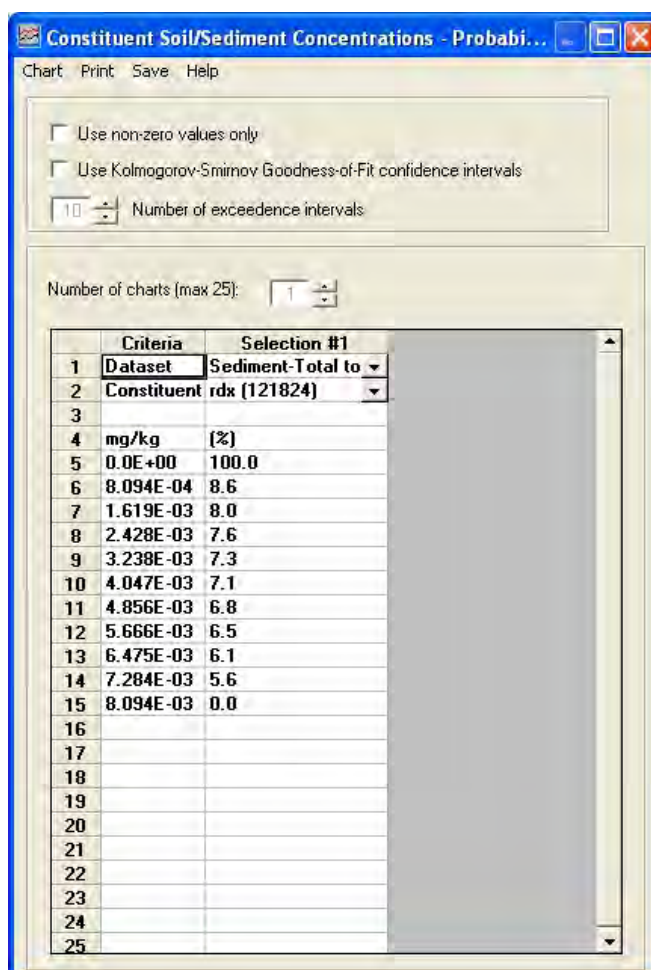 Constituent Soil/Sediment Concentrations - Probabi...
Chart Print Save Help
Use non-zero values only
Use Kolmogorov-Smirnov Goodness-of-Fit confidence intervals
10 Number of exceedence intervals
Number of charts (max 25): 1
Criteria Selection #1
1 Dataset Sediment-Total to
2 Constituent rdx (121824)
3
4 mg/kg (%)
5 0.0E+00 100.0
6 8.094E-04 8.6
7 1.619E-03 8.0
8 2.428E-03 7.6
9 3.238E-03 7.3
10 4.047E-03 7.1
11 4.856E-03 6.8
12 5.666E-03 6.5
13 6.475E-03 6.1
14 7.284E-03 5.6
15 8.094E-03 0.0
16
17
18
19
20
21
22
23
24
25